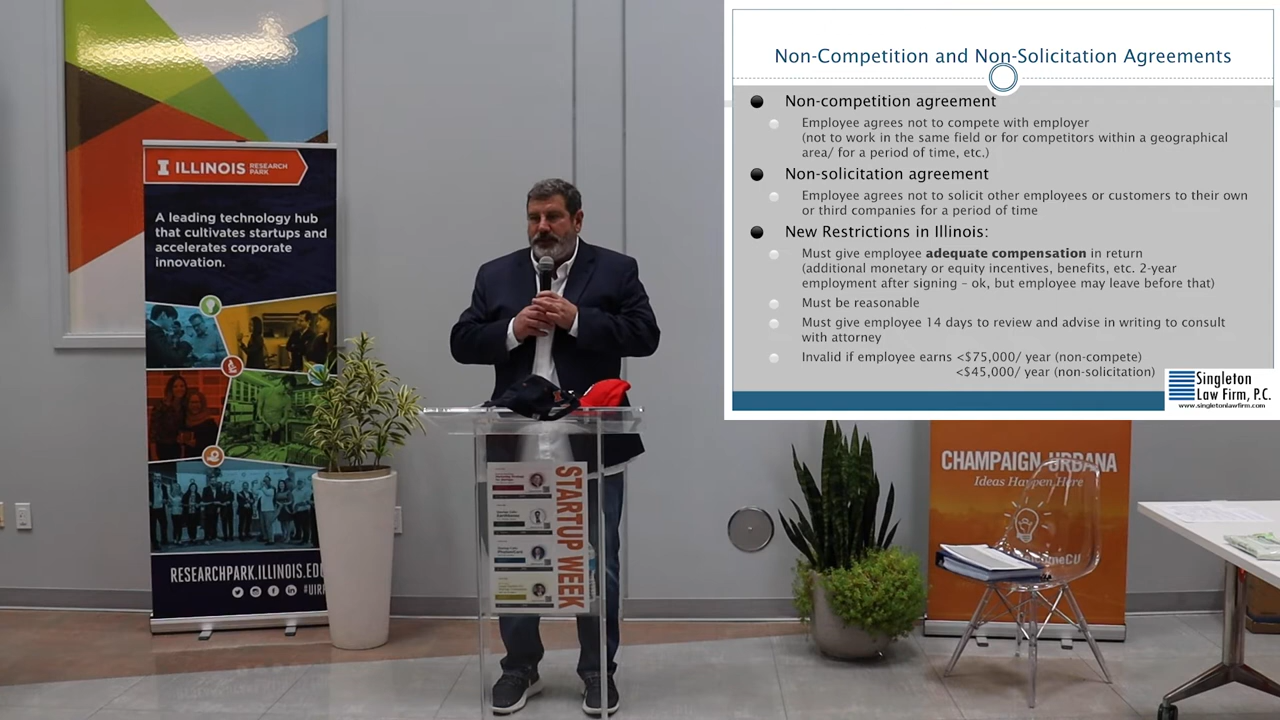 ILLINOIS RESEARCH PARK
A leading technology hub
that cultivates startups and
accelerates corporate
innovation.
RESEARCHPARK.ILLINOIS.EDU
STARTUP WEEK
Non-Competition and Non-Solicitation Agreements
Non-competition agreement
Employee agrees not to compete with employer
(not to work in the same field or for competitors within a geographical
area/ for a period of time, etc.)
Non-solicitation agreement
Employee agrees not to solicit other employees or customers to their own
or third companies for a period of time
New Restrictions in Illinois:
Must give employee adequate compensation in return
(additional monetary or equity incentives, benefits, etc. 2-year
employment after signing – ok, but employee may leave before that)
Must be reasonable
Must give employee 14 days to review and advise in writing to consult
with attorney
Invalid if employee earns <$75,000/ year (non-compete)
<$45,000/ year (non-solicitation)
Singleton
Law Firm, P.C.
www.singletonlawfirm.com
CHAMPAIGN-URBANA
Ideas Happen Here